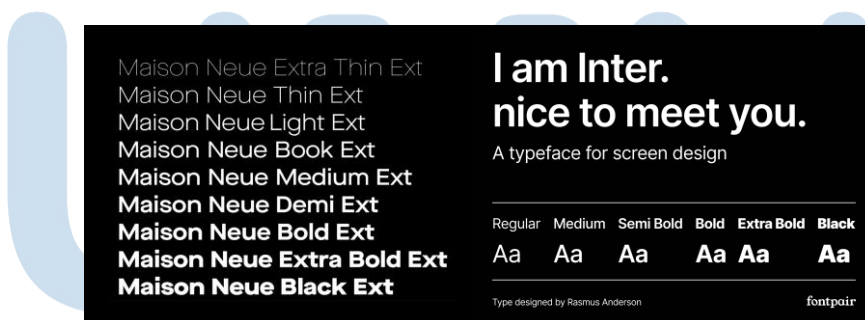 Maison Neue Extra Thin Ext
Maison Neue Thin Ext
Maison Neue Light Ext
Maison Neue Book Ext
Maison Neue Medium Ext
Maison Neue Demi Ext
Maison Neue Bold Ext
Maison Neue Extra Bold Ext
Maison Neue Black Ext
I am Inter.
nice to meet you.
A typeface for screen design
Regular Medium Semi Bold Bold Extra Bold Black
Aa Aa Aa Aa Aa Aa
Type designed by Rasmus Anderson fontpair